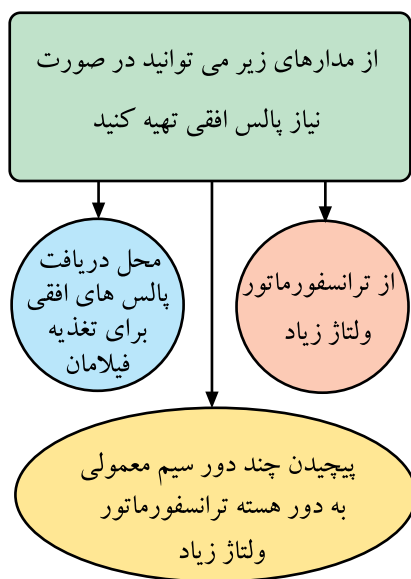 از مدارهای زیر می توانید در صورت
نیاز پالس افقی تهیه کنید
از ترانسفورماتور
ولتاژ زیاد
محل دریافت
پالس های افقی
برای تغذیه
فیلامان
پیچیدن چند دور سیم معمولی
به دور هسته ترانسفورماتور
ولتاژ زیاد